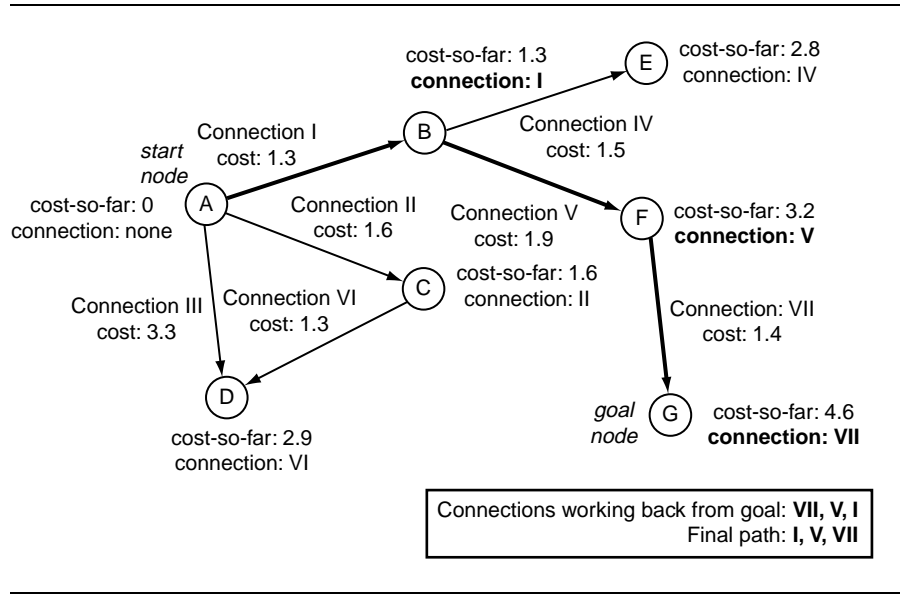 cost-so-far: 1.3
connection: I
E
cost-so-far: 2.8
connection: IV
B
Connection I
cost: 1.3
Connection IV
cost: 1.5
start
node
A
cost-so-far: 0
connection: none
Connection II
cost: 1.6
Connection V
cost: 1.9
F
cost-so-far: 3.2
connection: V
C
cost-so-far: 1.6
connection: II
Connection III
cost: 3.3
Connection VI
cost: 1.3
Connection: VII
cost: 1.4
D
cost-so-far: 2.9
connection: VI
goal
node
G
cost-so-far: 4.6
connection: VII
Connections working back from goal: VII, V, I
Final path: I, V, VII